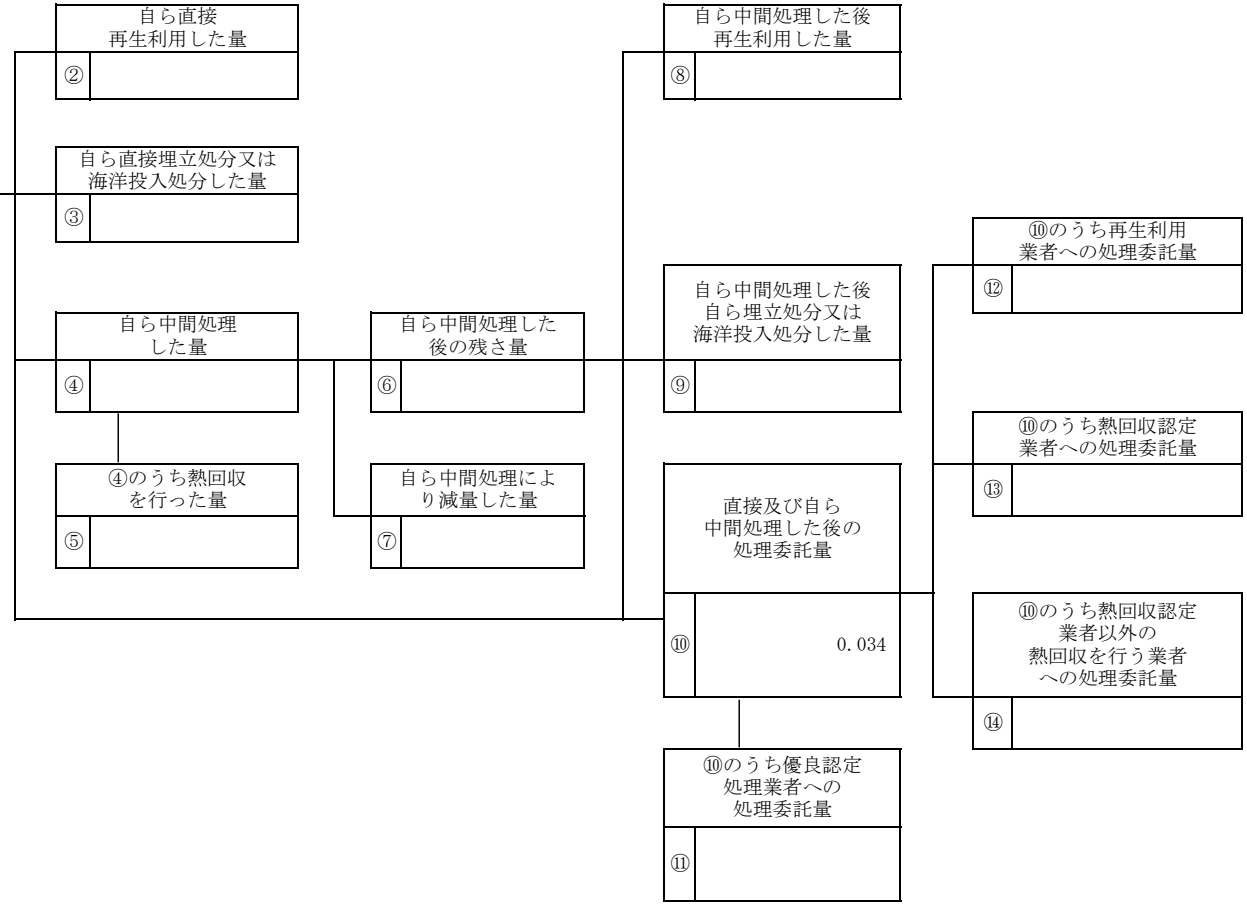 自ら直接
再生利用した量
②
自ら中間処理した後
再生利用した量
⑧
自ら直接埋立処分又は
海洋投入処分した量
③
⑩のうち再生利用
業者への処理委託量
⑫
自ら中間処理した後
自ら埋立処分又は
海洋投入処分した量
⑨
自ら中間処理
した量
④
自ら中間処理した
後の残さ量
⑥
⑩のうち熱回収認定
業者への処理委託量
⑬
④のうち熱回収
を行った量
⑤
自ら中間処理によ
り減量した量
⑦
直接及び自ら
中間処理した後の
処理委託量
⑩
0.034
⑩のうち熱回収認定
業者以外の
熱回収を行う業者
への処理委託量
⑭
⑩のうち優良認定
処理業者への
処理委託量
⑪